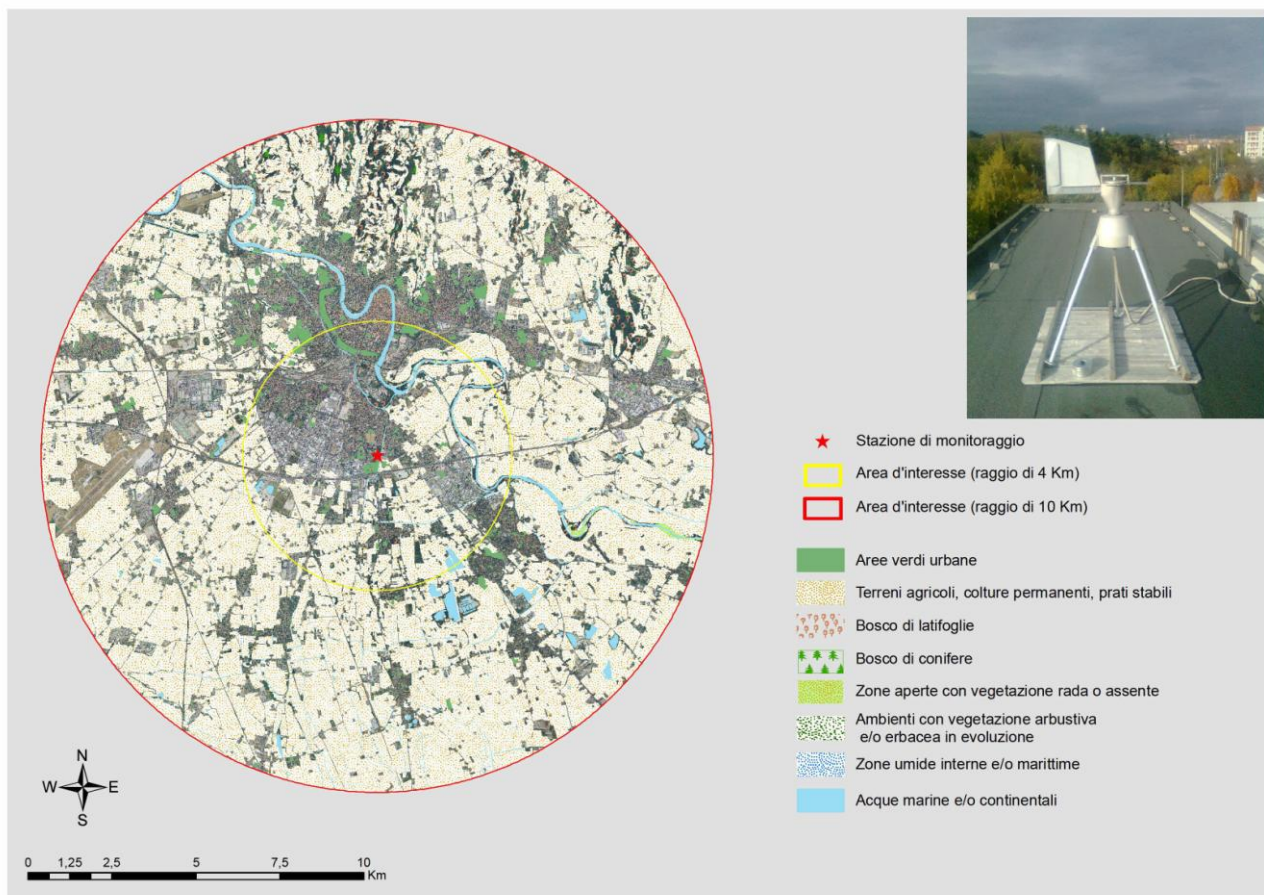 Stazione di monitoraggio
Area d'interesse (raggio di 4 Km)
Area d'interesse (raggio di 10 Km)
Aree verdi urbane
Terreni agricoli, colture permanenti, prati stabili
Bosco di latifoglie
Bosco di conifere
Zone aperte con vegetazione rada o assente
Ambienti con vegetazione arbustiva
e/o erbacea in evoluzione
Zone umide interne e/o marittime
Acque marine e/o continentali
N
W E
S
0 1,25 2,5 5 7,5 10
Km